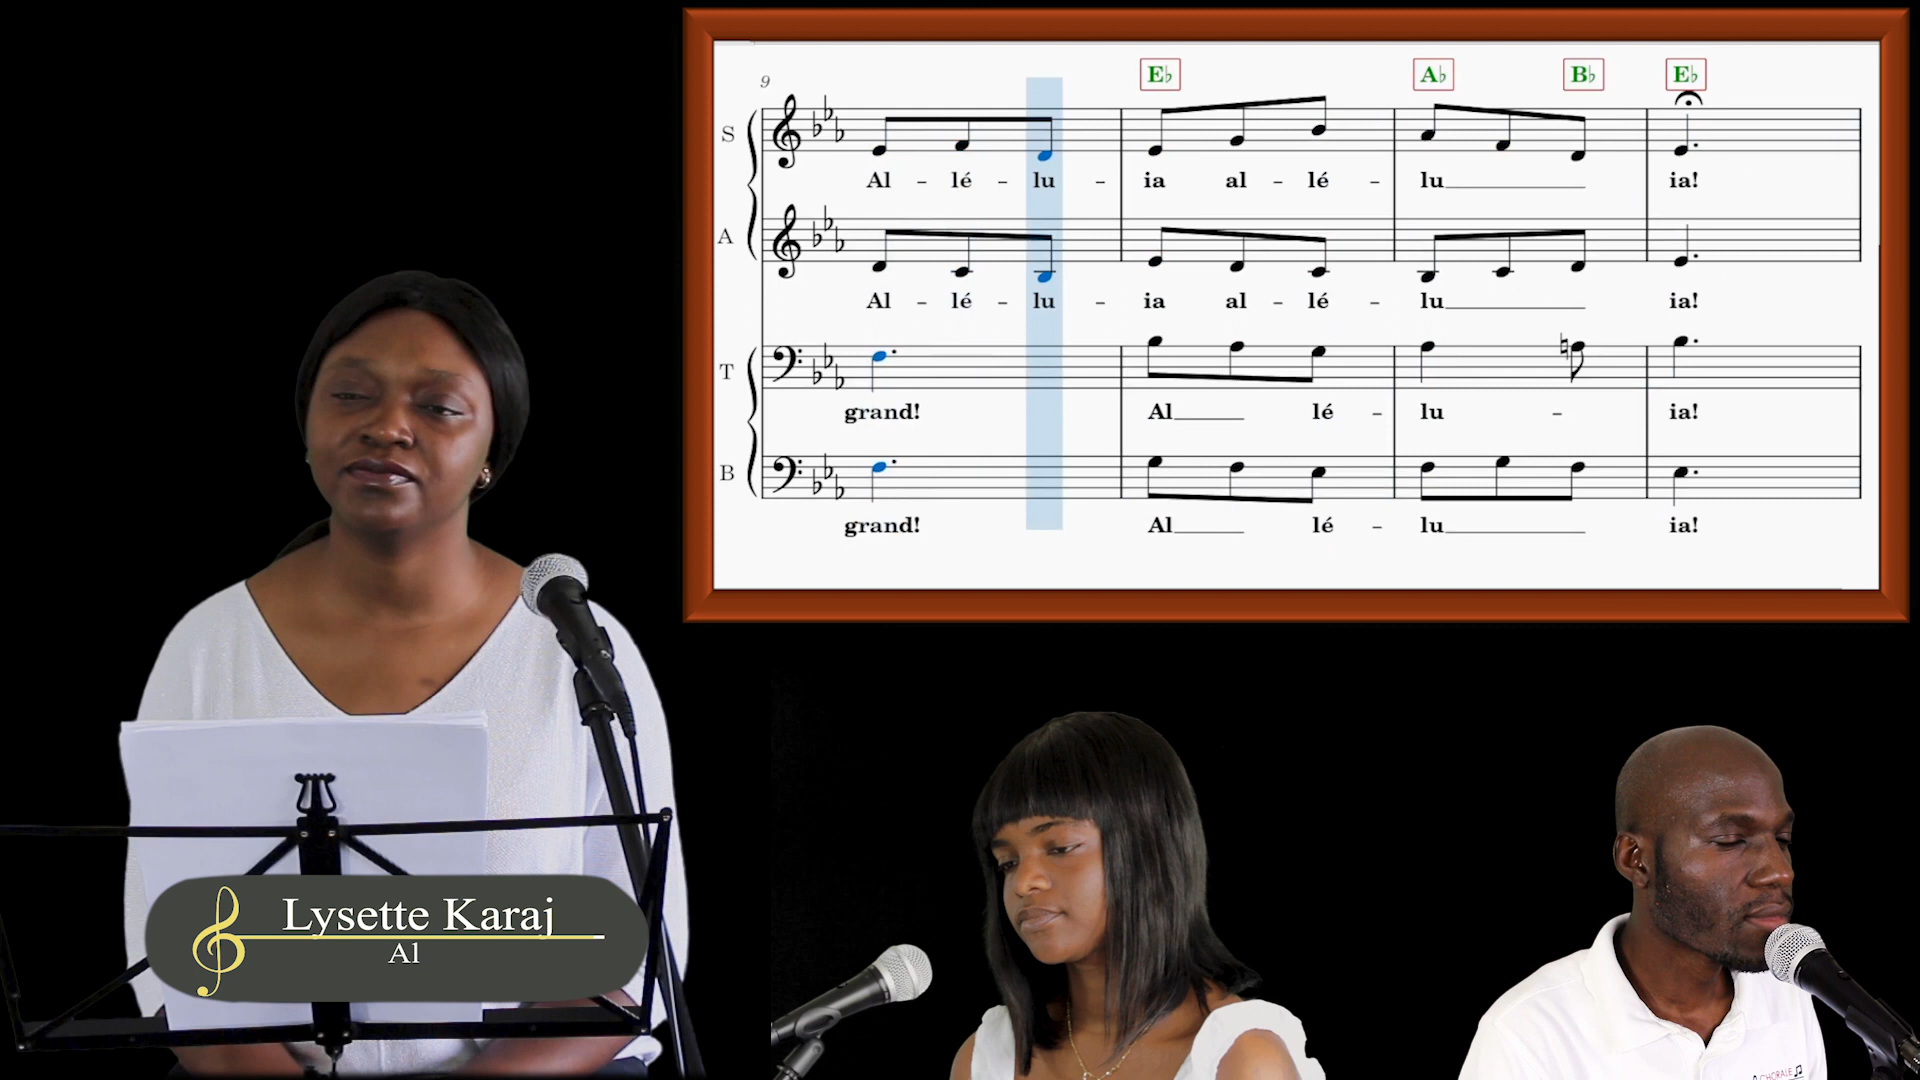 9 E♭ A♭ B♭ E♭
S
Al - lé - lu - ia al - lé - lu ia!
A
Al - lé - lu - ia al - lé - lu ia!
T
grand! Al lé - lu - ia!
B
grand! Al lé - lu ia!
Lysette Karaj
Al
CHORALE